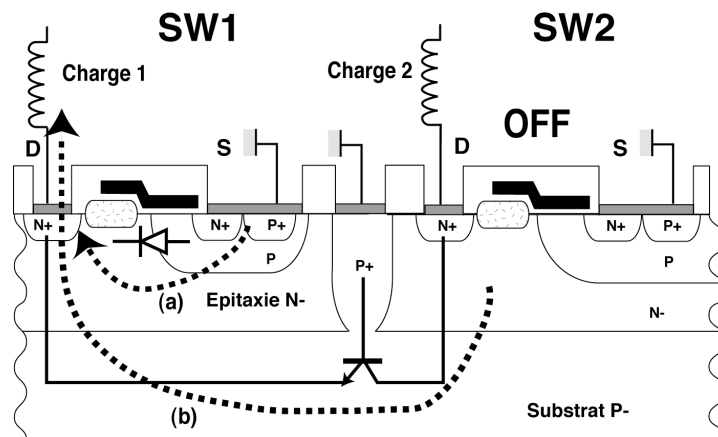 SW1
SW2
Charge 1
Charge 2
OFF
D
S
D
S
N+
N+
P+
N+
N+
P+
P
P+
P
(a)
Epitaxie N-
N-
(b)
Substrat P-